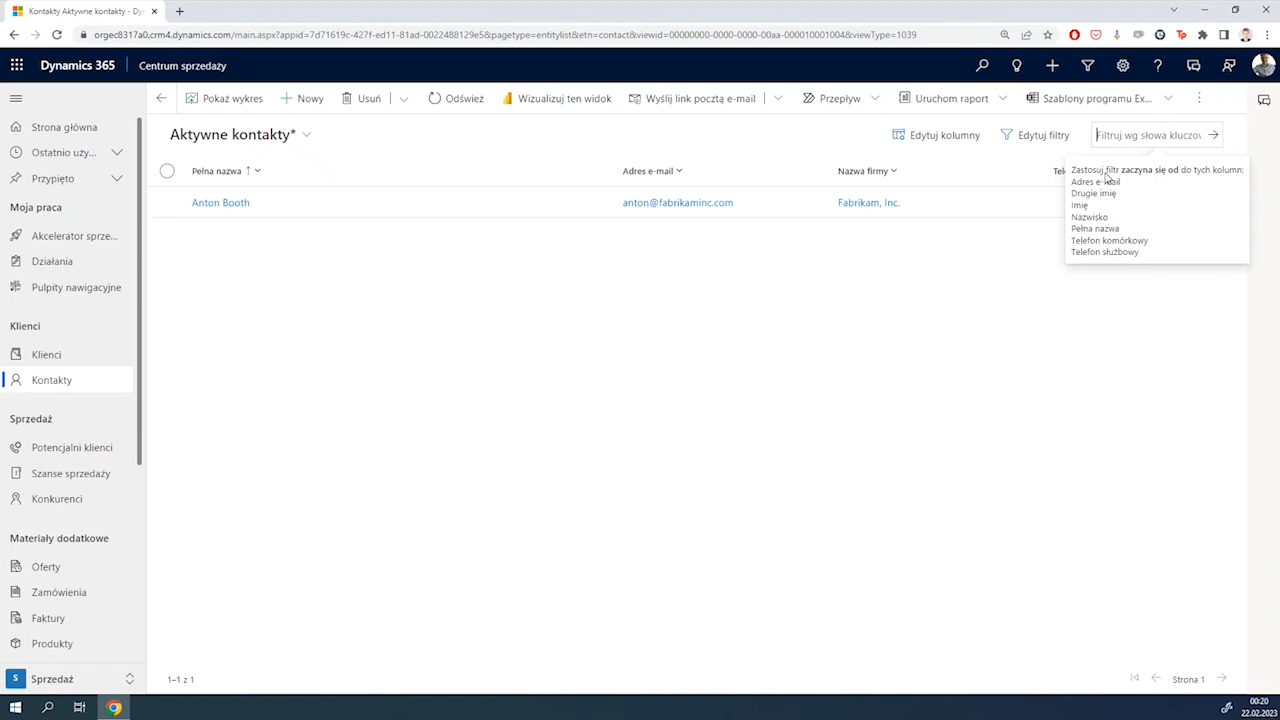 Kontakty Aktywne kontakty - Dy
orgec8317a0.crm4.dynamics.com/main.aspx?appid=7d71619c-427f-ed11-81ad-0022488129e5&pagetype=entitylist&etn=contact&viewid=00000000-0000-0000-00aa-000010001004&viewType=1039
Dynamics 365
Centrum sprzedaży
Pokaż wykres
Nowy
Usuń
Odśwież
Wizualizuj ten widok
Wyślij link pocztą e-mail
Przepływ
Uruchom raport
Szablony programu Ex...
Aktywne kontakty*
Edytuj kolumny
Edytuj filtry
Filtruj wg słowa kluczov
Pełna nazwa
Adres e-mail
Nazwa firmy
Tele
Anton Booth
anton@fabrikaminc.com
Fabrikam, Inc.
Zastosuj filtr zaczyna się od do tych kolumn:
Adres e-mail
Drugie imię
Imię
Nazwisko
Pełna nazwa
Telefon komórkowy
Telefon służbowy
Strona główna
Ostatnio uży...
Przypięto
Moja praca
Akcelerator sprze...
Działania
Pulpity nawigacyjne
Klienci
Klienci
Kontakty
Sprzedaż
Potencjalni klienci
Szanse sprzedaży
Konkurenci
Materiały dodatkowe
Oferty
Zamówienia
Faktury
Produkty
S
Sprzedaż
1–1 z 1
Strona 1
00:20
22.02.2023